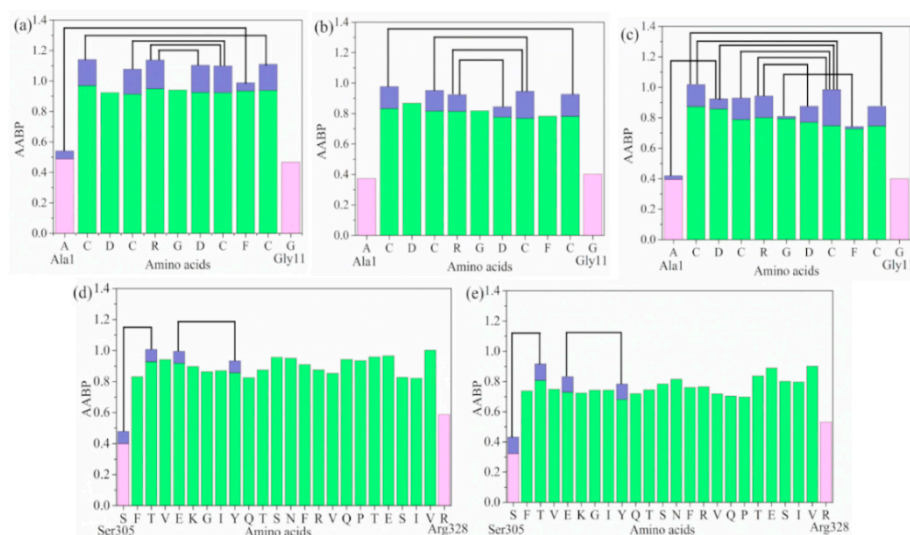 (a)
1.4
1.2
1.0
0.8
0.6
0.4
0.2
0.0
AABP
A C D C R G D C F C G
Ala1 Amino acids Gly11
(b)
1.4
1.2
1.0
0.8
0.6
0.4
0.2
0.0
AABP
A C D C R G D C F C G
Ala1 Amino acids Gly11
(c)
1.4
1.2
1.0
0.8
0.6
0.4
0.2
0.0
AABP
A C D C R G D C F C G
Ala1 Amino acids Gly11
(d)
1.4
1.2
1.0
0.8
0.6
0.4
0.2
0.0
AABP
S F T V E K G I Y Q T S N F R V Q P T E S I V R
Ser305 Amino acids Arg328
(e)
1.4
1.2
1.0
0.8
0.6
0.4
0.2
0.0
AABP
S F T V E K G I Y Q T S N F R V Q P T E S I V R
Ser305 Amino acids Arg328